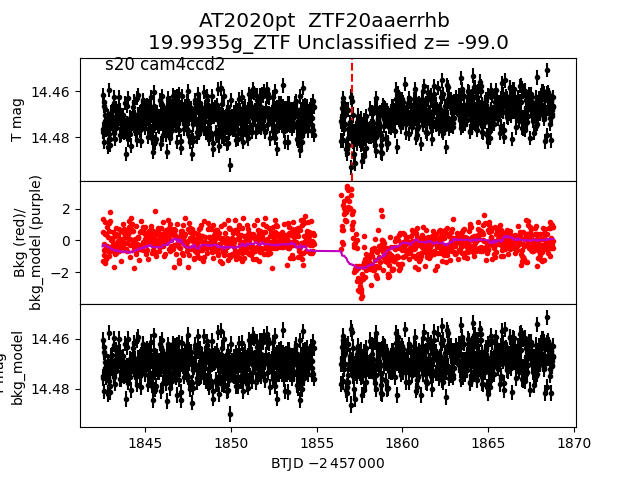 AT2020pt ZTF20aaerrhb
19.9935g_ZTF Unclassified z= -99.0
s20 cam4ccd2
T mag
14.46
14.48
Bkg (red)/
bkg_model (purple)
2
0
−2
bkg_model
14.46
14.48
1845
1850
1855
1860
1865
1870
BTJD −2 457 000